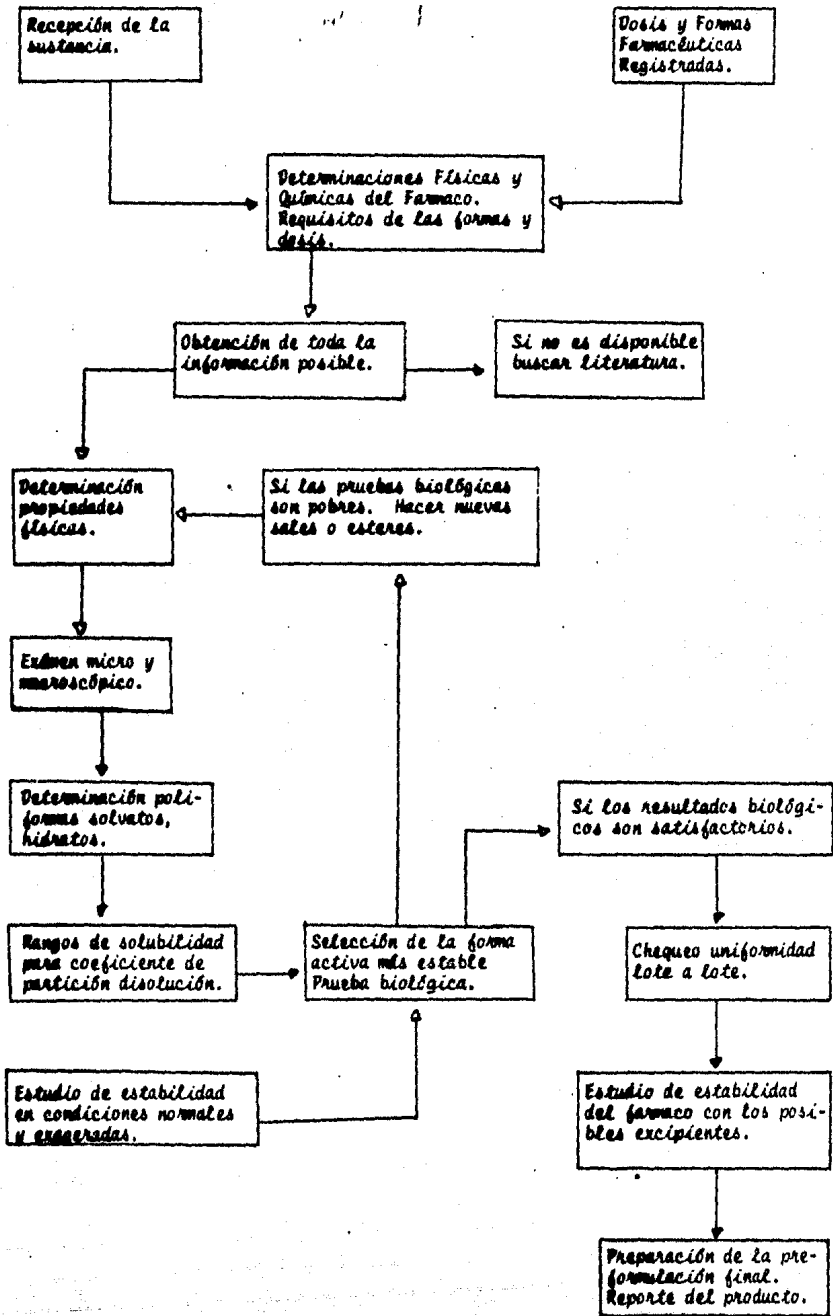 Recepción de la
sustancia.
Dosis y Formas
Farmacéuticas
Registradas.
Determinaciones Físicas y
Químicas del Farmaco.
Requisitos de las formas y
dosis.
Obtención de toda la
información posible.
Si no es disponible
buscar literatura.
Determinación
propiedades
físicas.
Si las pruebas biológicas
son pobres. Hacer nuevas
sales o esteres.
Exámen micro y
macroscópico.
Determinación poli-
formas solvatos,
hidratos.
Si los resultados biológi-
cos son satisfactorios.
Rangos de solubilidad
para coeficiente de
partición disolución.
Selección de la forma
activa más estable
Prueba biológica.
Chequeo uniformidad
lote a lote.
Estudio de estabilidad
en condiciones normales
y exageradas.
Estudio de estabilidad
del farmaco con los posi-
bles excipientes.
Preparación de la pre-
formulación final.
Reporte del producto.